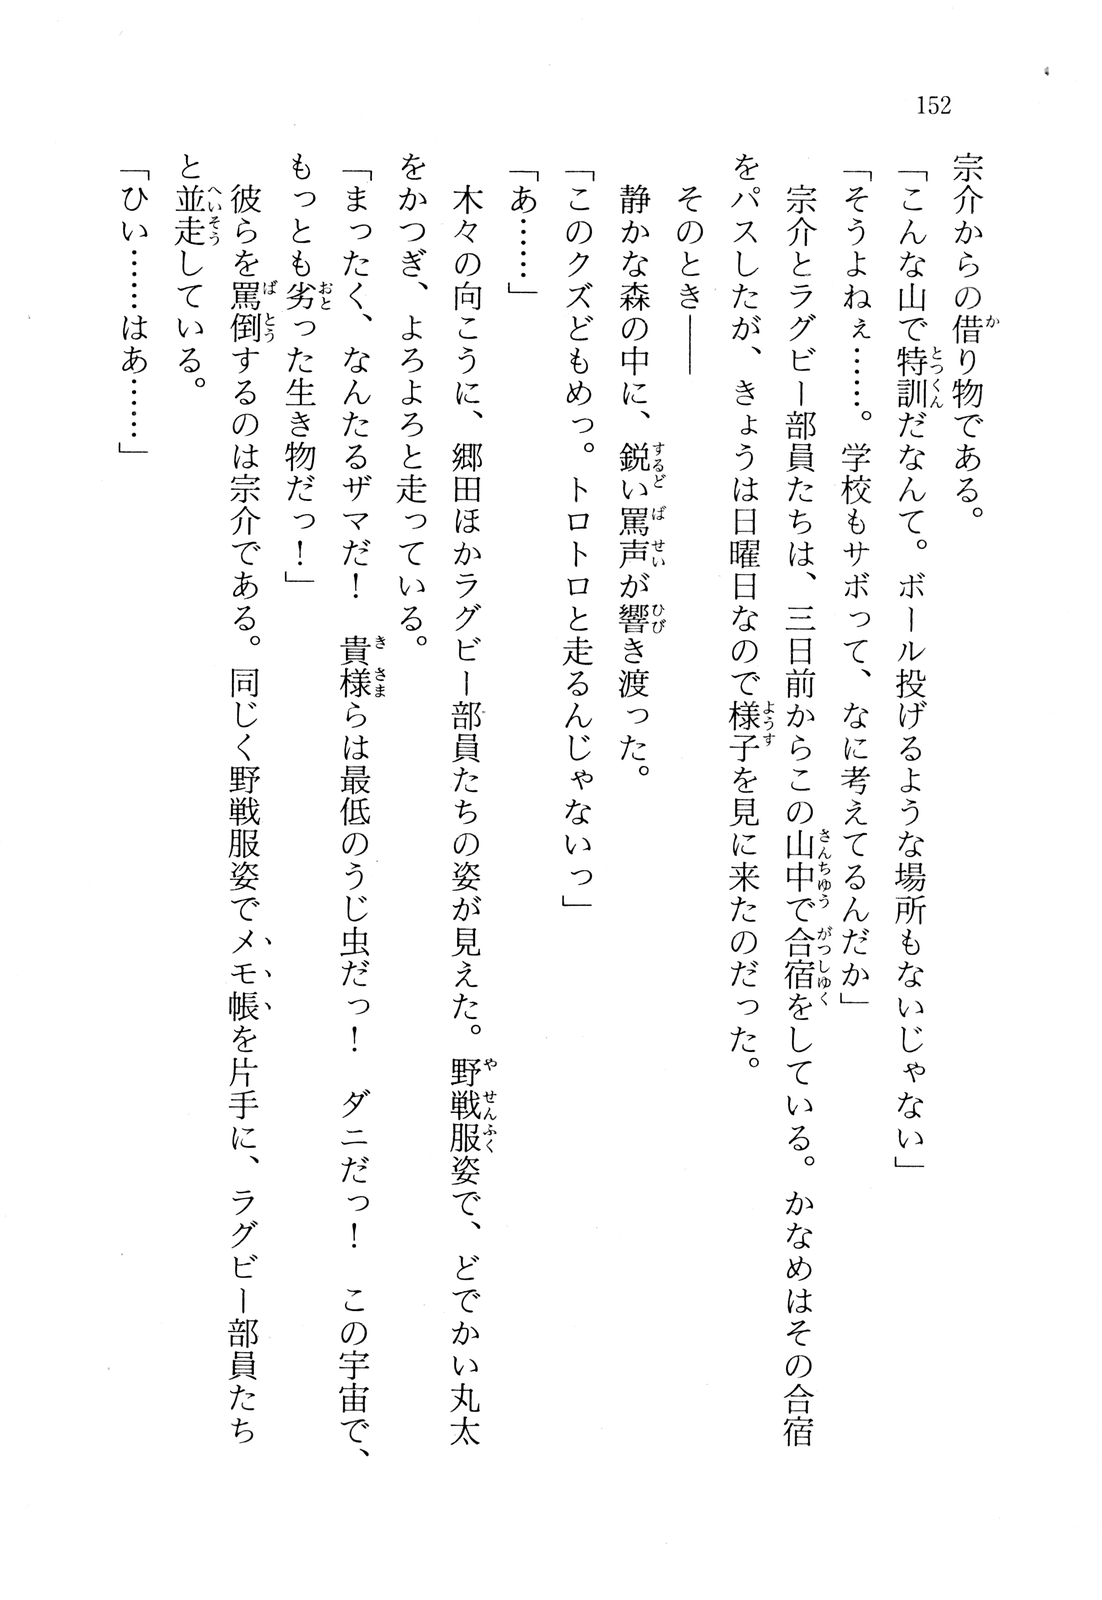 152
宗介からの借り物である。
「こんな山で特訓だなんて。ボール投げるような場所もないじゃない」
「そうよねぇ……。学校もサボって、なに考えてるんだか」
　宗介とラグビー部員たちは、三日前からこの山中で合宿をしている。かなめはその合宿
をパスしたが、きょうは日曜日なので様子を見に来たのだった。
　そのとき――
　静かな森の中に、鋭い罵声が響き渡った。
「このクズどもめっ。トロトロと走るんじゃないっ」
「あ……」
　木々の向こうに、郷田ほかラグビー部員たちの姿が見えた。野戦服姿で、どでかい丸太
をかつぎ、よろよろと走っている。
「まったく、なんたるザマだ！　貴様らは最低のうじ虫だっ！　ダニだっ！　この宇宙で、
もっとも劣った生き物だっ！」
　彼らを罵倒するのは宗介である。同じく野戦服姿でメモ帳を片手に、ラグビー部員たち
と並走している。
「ひい……はあ……」